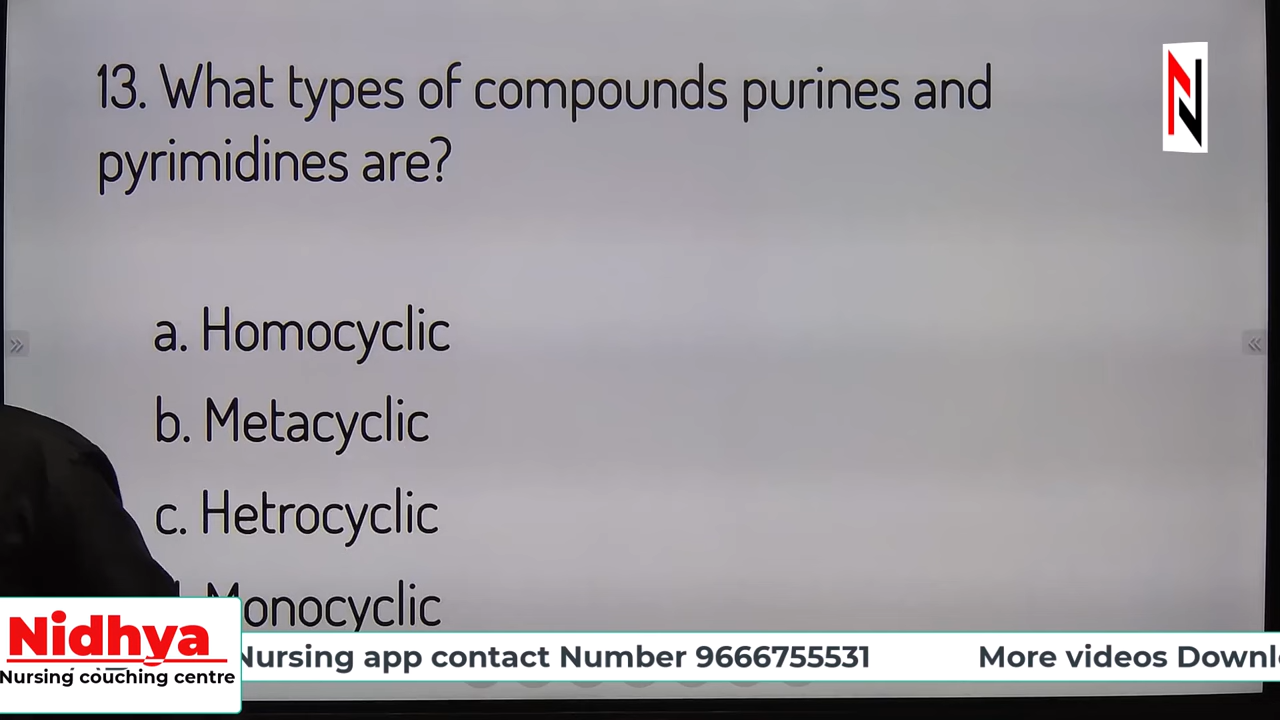 13. What types of compounds purines and
pyrimidines are?
a. Homocyclic
b. Metacyclic
c. Hetrocyclic
Monocyclic
Nidhya
Nursing couching centre
Nursing app contact Number 9666755531
More videos